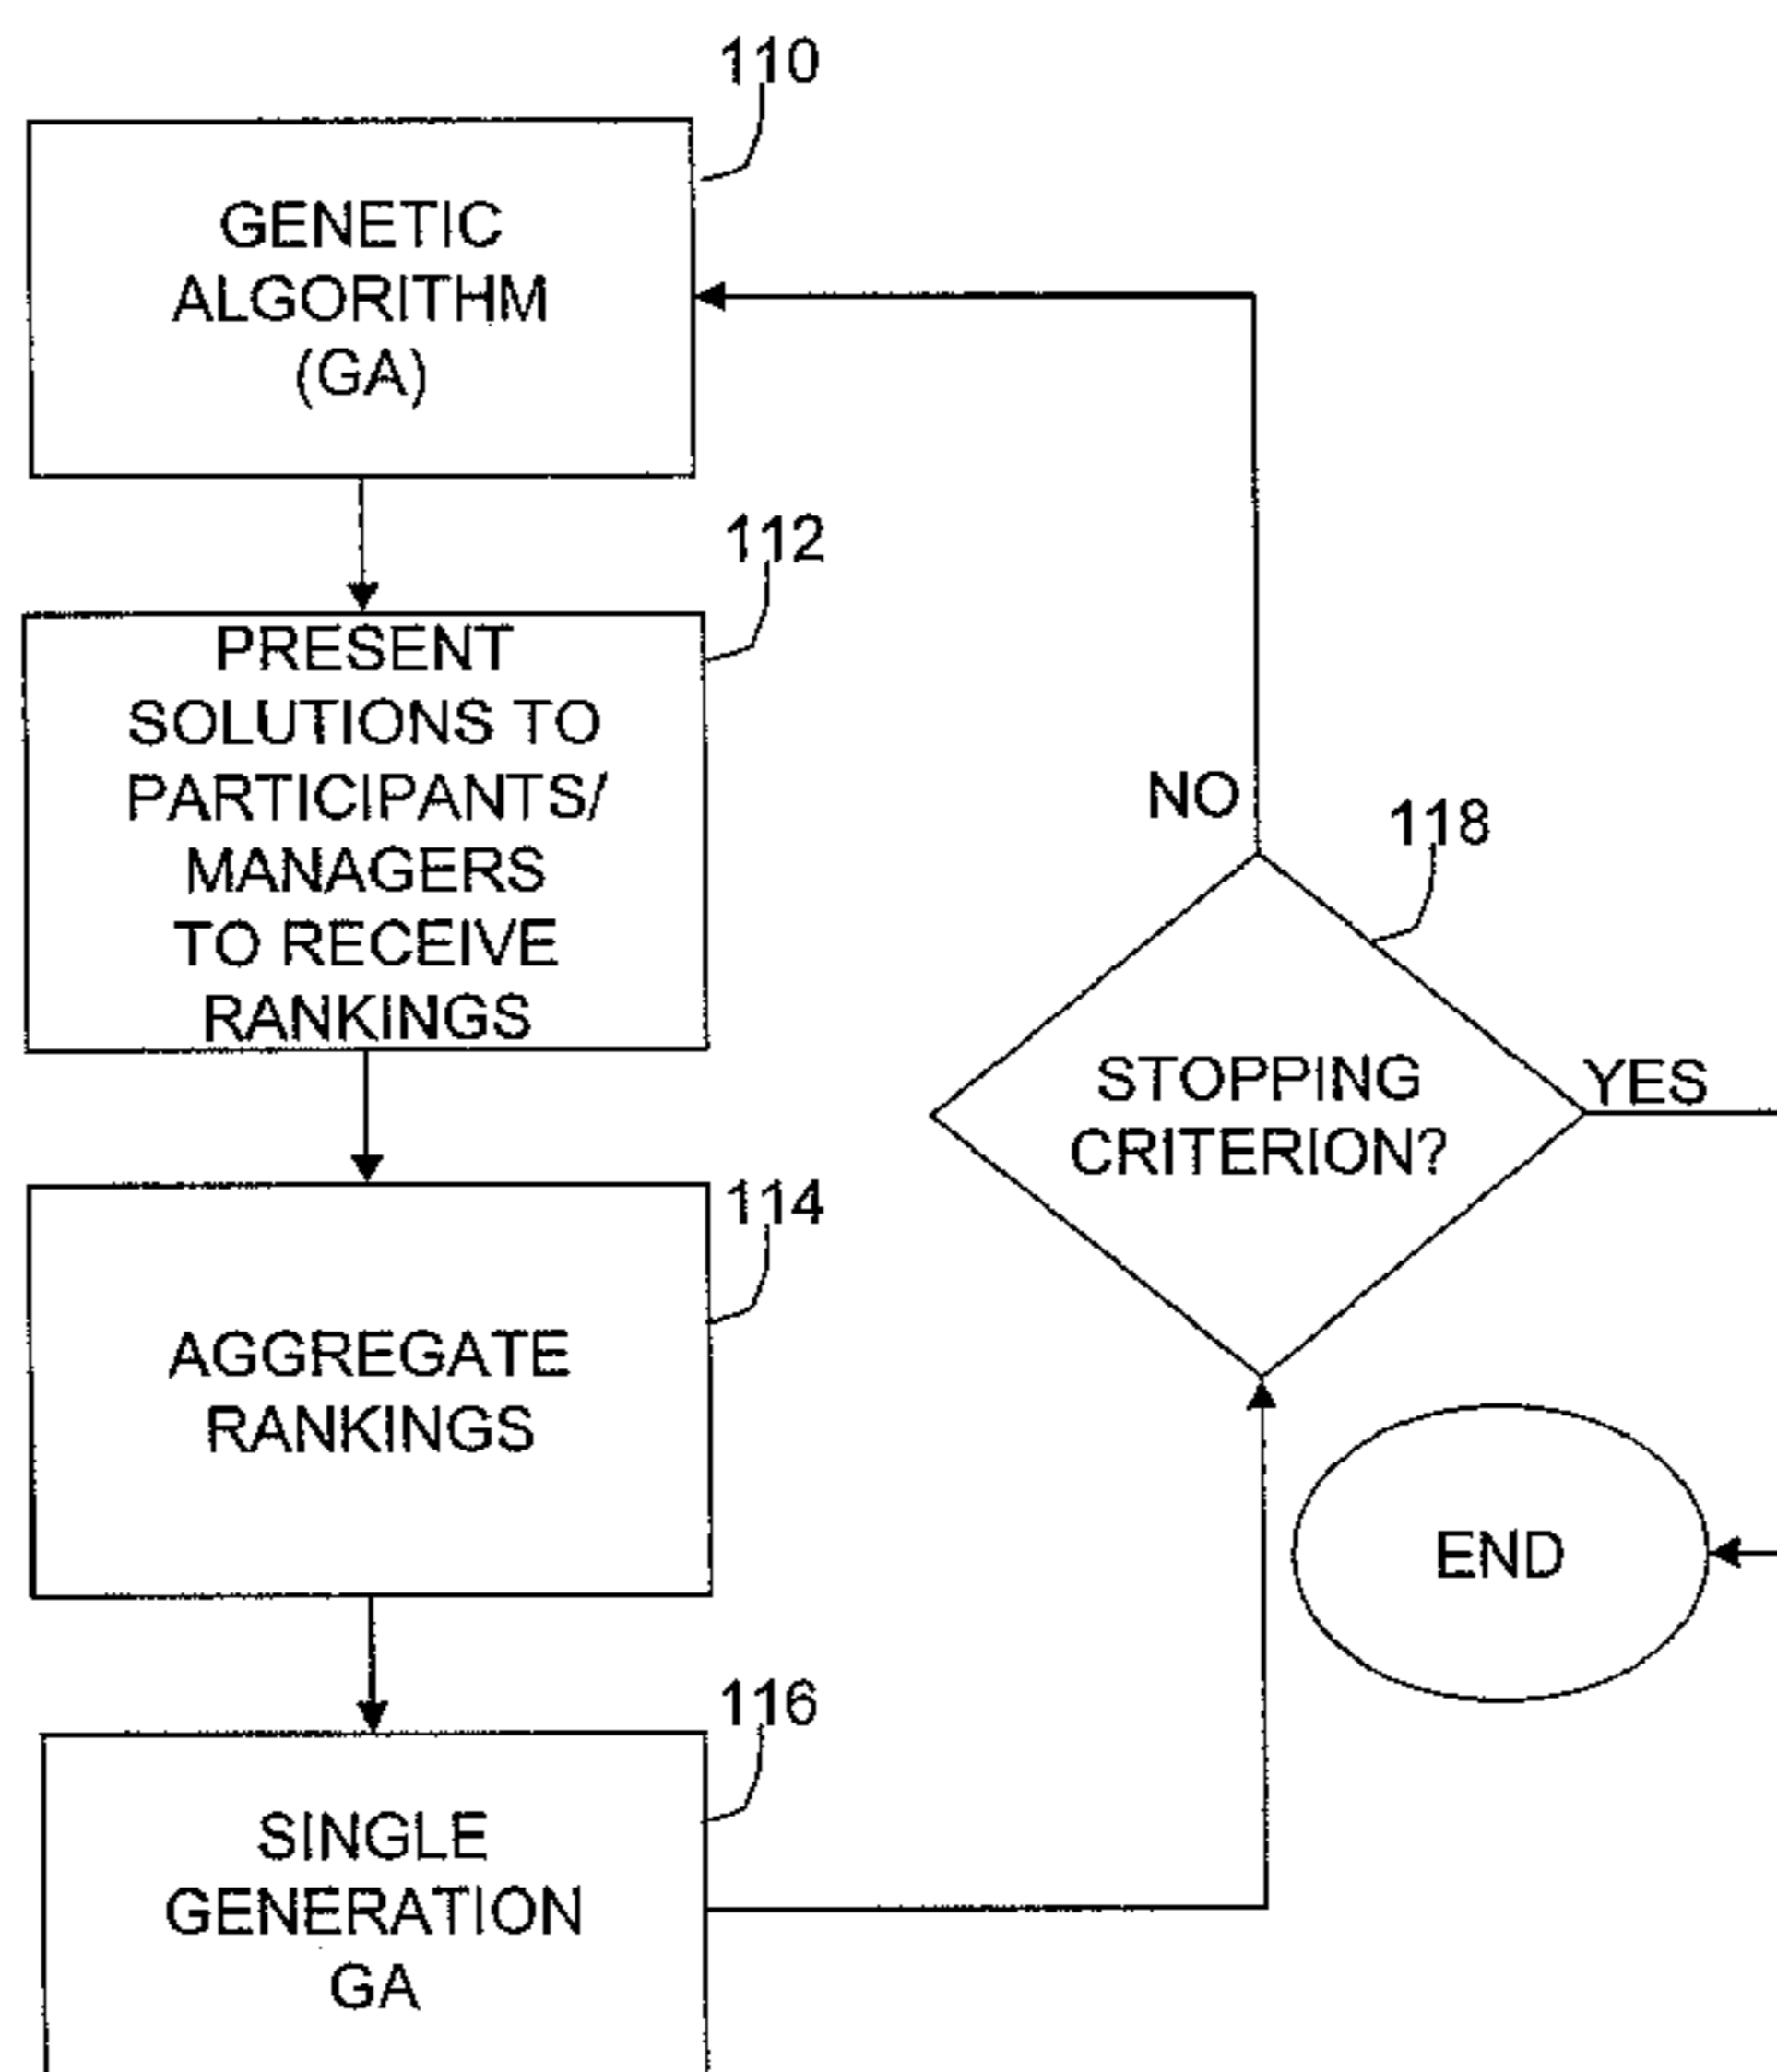 110
GENETIC
ALGORITHM
(GA)
112
PRESENT
SOLUTIONS TO
PARTICIPANTS/
MANAGERS
TO RECEIVE
RANKINGS
114
AGGREGATE
RANKINGS
116
SINGLE
GENERATION
GA
NO
118
STOPPING
CRITERION?
YES
END